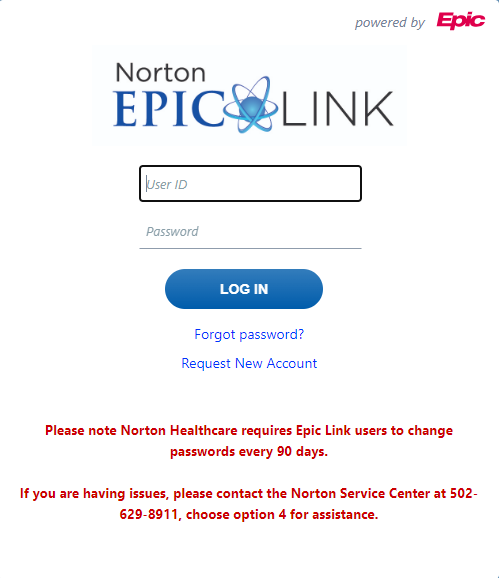 powered by Epic
Norton
EPIC LINK
User ID
Password
LOG IN
Forgot password?
Request New Account
Please note Norton Healthcare requires Epic Link users to change
passwords every 90 days.
If you are having issues, please contact the Norton Service Center at 502-
629-8911, choose option 4 for assistance.